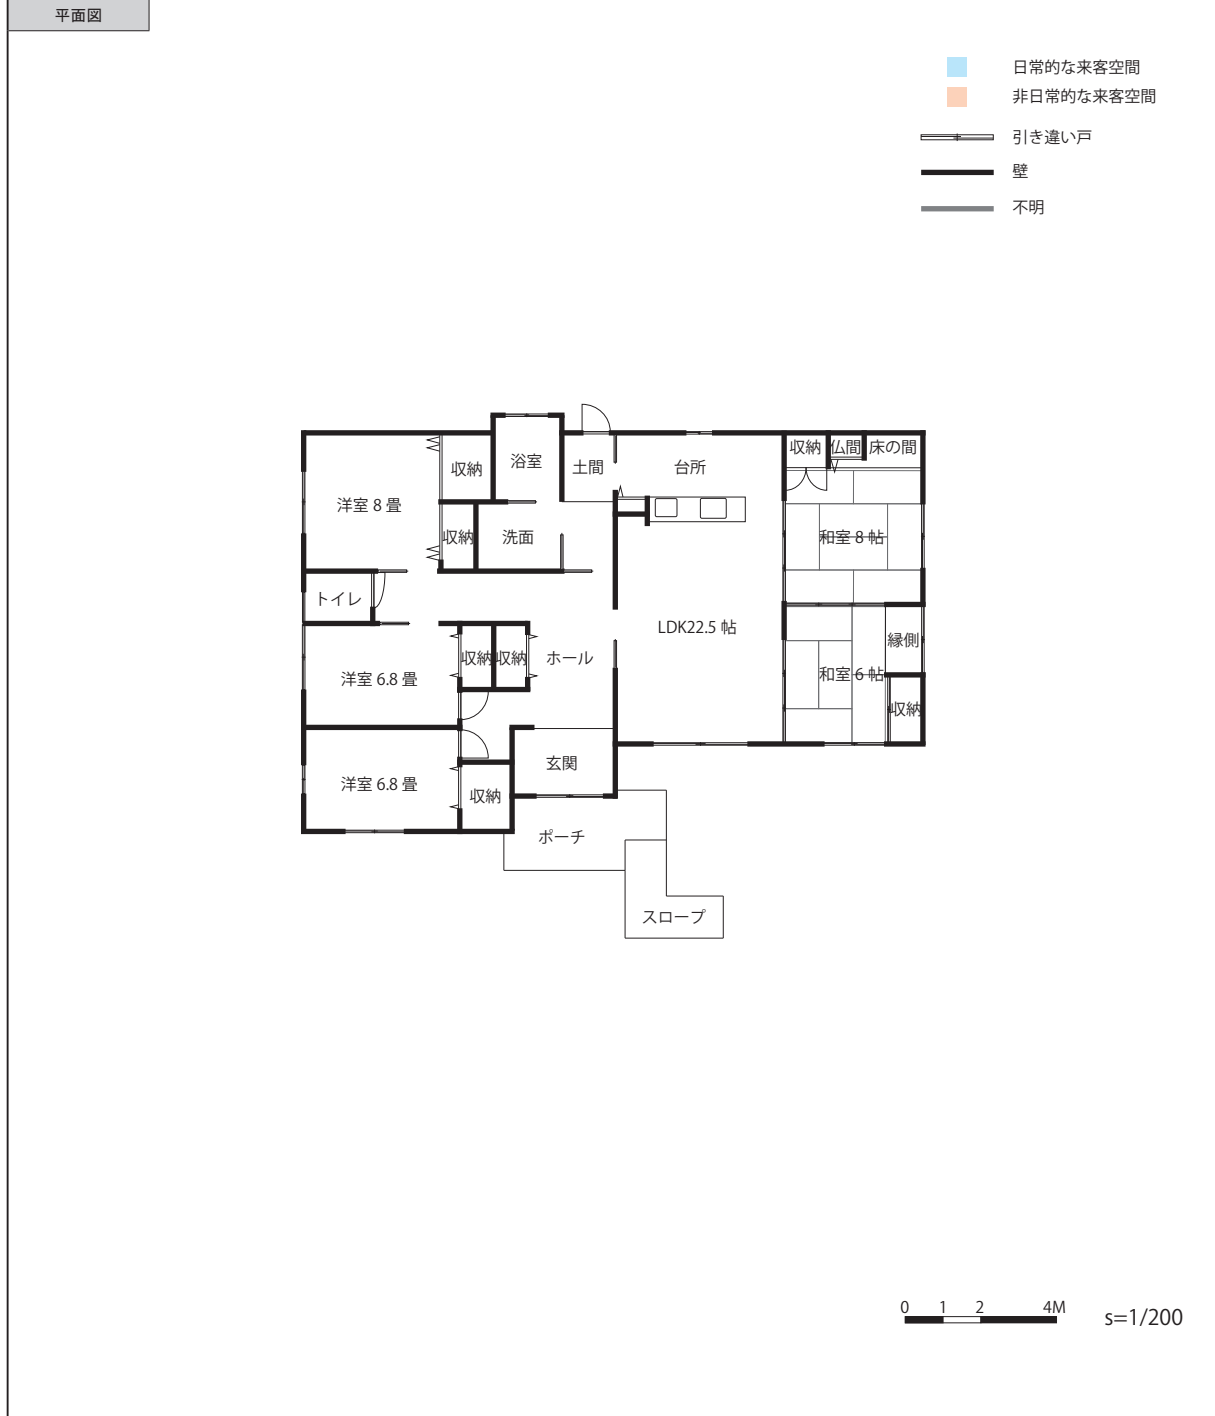 平面図
日常的な来客空間
非日常的な来客空間
引き違い戸
壁
不明
収納
仏間
床の間
浴室
土間
台所
収納
洋室 8 畳
収納
洗面
和室 8 帖
トイレ
LDK22.5 帖
縁側
洋室 6.8 畳
収納
収納
ホール
和室 6 帖
収納
玄関
洋室 6.8 畳
収納
ポーチ
スロープ
0 1 2 4M
s=1/200